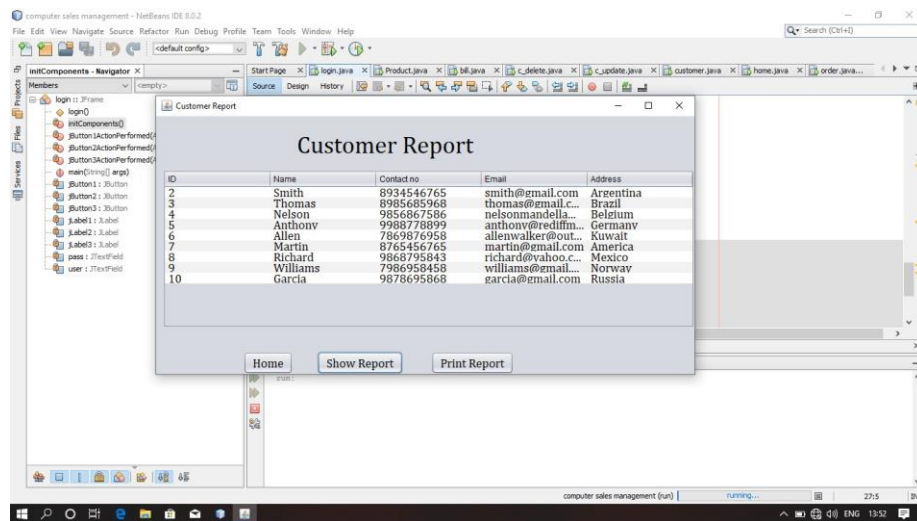 computer sales management - NetBeans IDE 8.0.2
File Edit View Navigate Source Refactor Run Debug Profile Team Tools Window Help
Search (Ctrl+I)
<default config>
initComponents - Navigator
Start Page login.java Product.java bil.java c_delete.java c_update.java customer.java home.java order.java...
Members <empty>
Source Design History
Projects
Files
Services
login :: JFrame
login()
initComponents()
jButton1ActionPerformed(
jButton2ActionPerformed(
jButton3ActionPerformed(
main(String[] args)
jButton1 : JButton
jButton2 : JButton
jButton3 : JButton
jLabel1 : JLabel
jLabel2 : JLabel
jLabel3 : JLabel
pass : JTextField
user : JTextField
Customer Report
Customer Report
ID Name Contact no Email Address
2 Smith 8934546765 smith@gmail.com Argentina
3 Thomas 8985685968 thomas@gmail.c... Brazil
4 Nelson 9856867586 nelsonmandella... Belgium
5 Anthony 9988778899 anthony@rediffm... Germany
6 Allen 7869876958 allenwalker@out... Kuwait
7 Martin 8765456765 martin@gmail.com America
8 Richard 9868795843 richard@yahoo.c... Mexico
9 Williams 7986958458 williams@gmail.... Norway
10 Garcia 9878695868 garcia@gmail.com Russia
Home Show Report Print Report
run:
computer sales management (run) running... 27:5
ENG 13:52